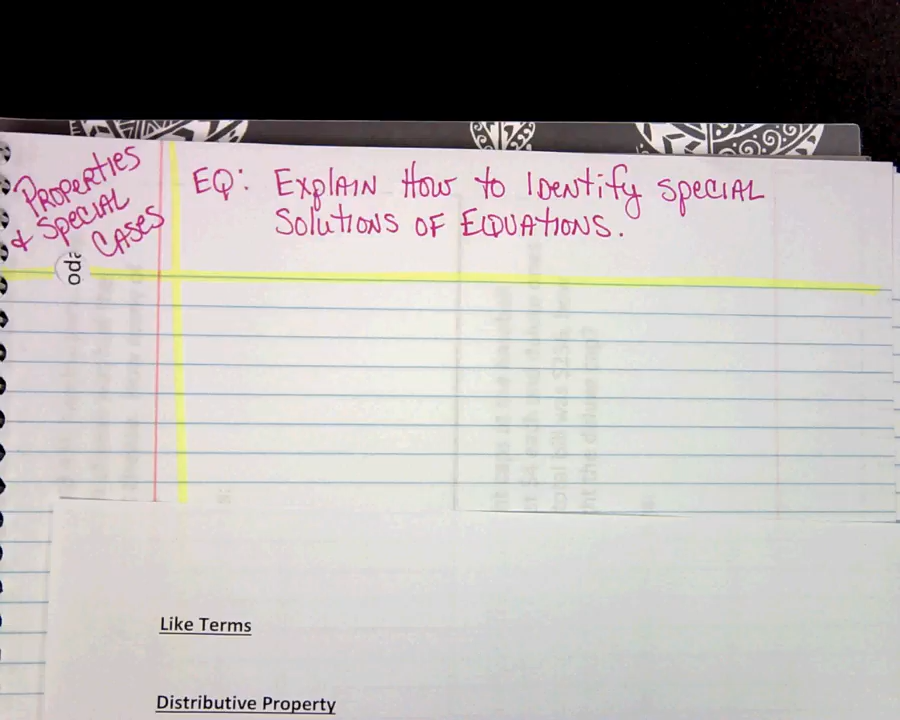 PROPERTIES
& SPECIAL
CASES
EQ: EXPLAIN HOW TO IDENTIFY SPECIAL
SOLUTIONS OF EQUATIONS.
Like Terms
Distributive Property